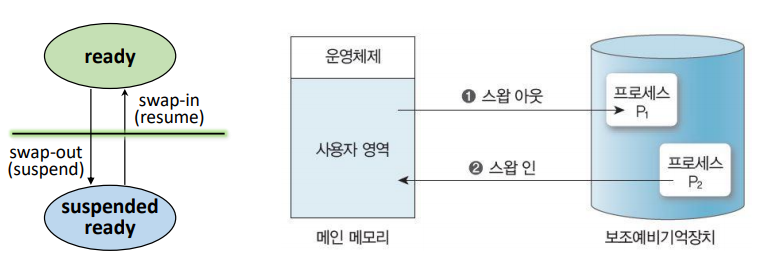 ready
swap-in
(resume)
swap-out
(suspend)
suspended
ready
운영체제
사용자 영역
메인 메모리
❶ 스왑 아웃
❷ 스왑 인
프로세스
P₁
프로세스
P₂
보조예비기억장치